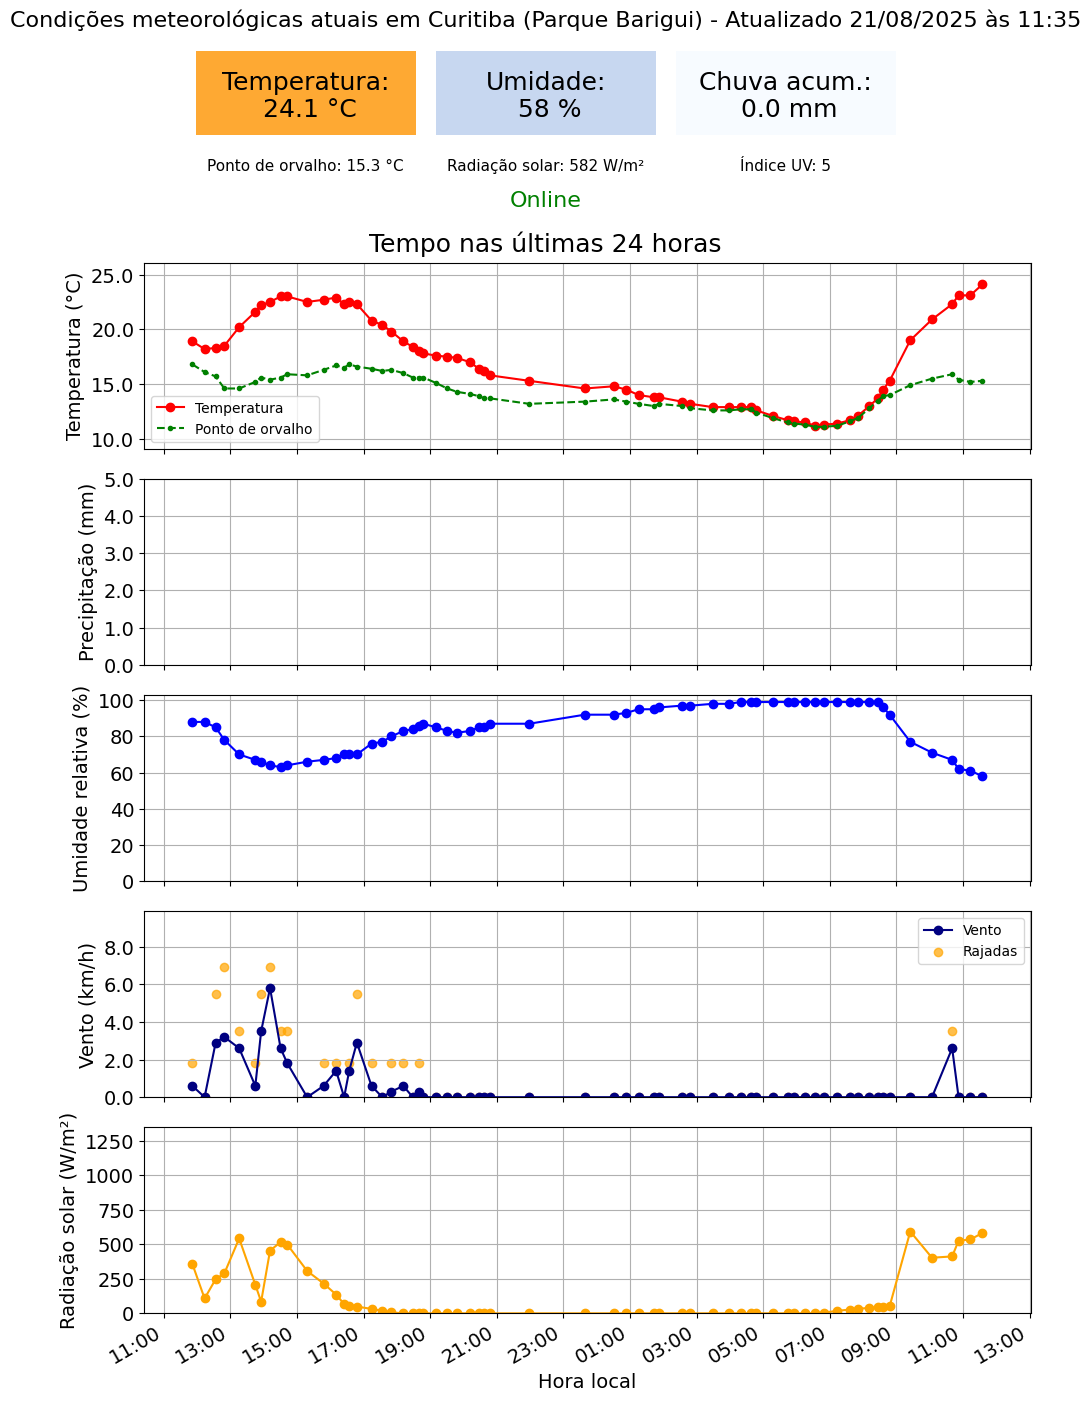 Condições meteorológicas atuais em Curitiba (Parque Barigui) - Atualizado 21/08/2025 às 11:35
Temperatura:
24.1 °C
Umidade:
58 %
Chuva acum.:
0.0 mm
Ponto de orvalho: 15.3 °C
Radiação solar: 582 W/m²
Índice UV: 5
Online
Tempo nas últimas 24 horas
Temperatura (°C)
25.0
20.0
15.0
10.0
Temperatura
Ponto de orvalho
Precipitação (mm)
5.0
4.0
3.0
2.0
1.0
0.0
Umidade relativa (%)
100
80
60
40
20
0
Vento (km/h)
8.0
6.0
4.0
2.0
0.0
Vento
Rajadas
Radiação solar (W/m²)
1250
1000
750
500
250
0
11:00
13:00
15:00
17:00
19:00
21:00
23:00
01:00
03:00
05:00
07:00
09:00
11:00
13:00
Hora local